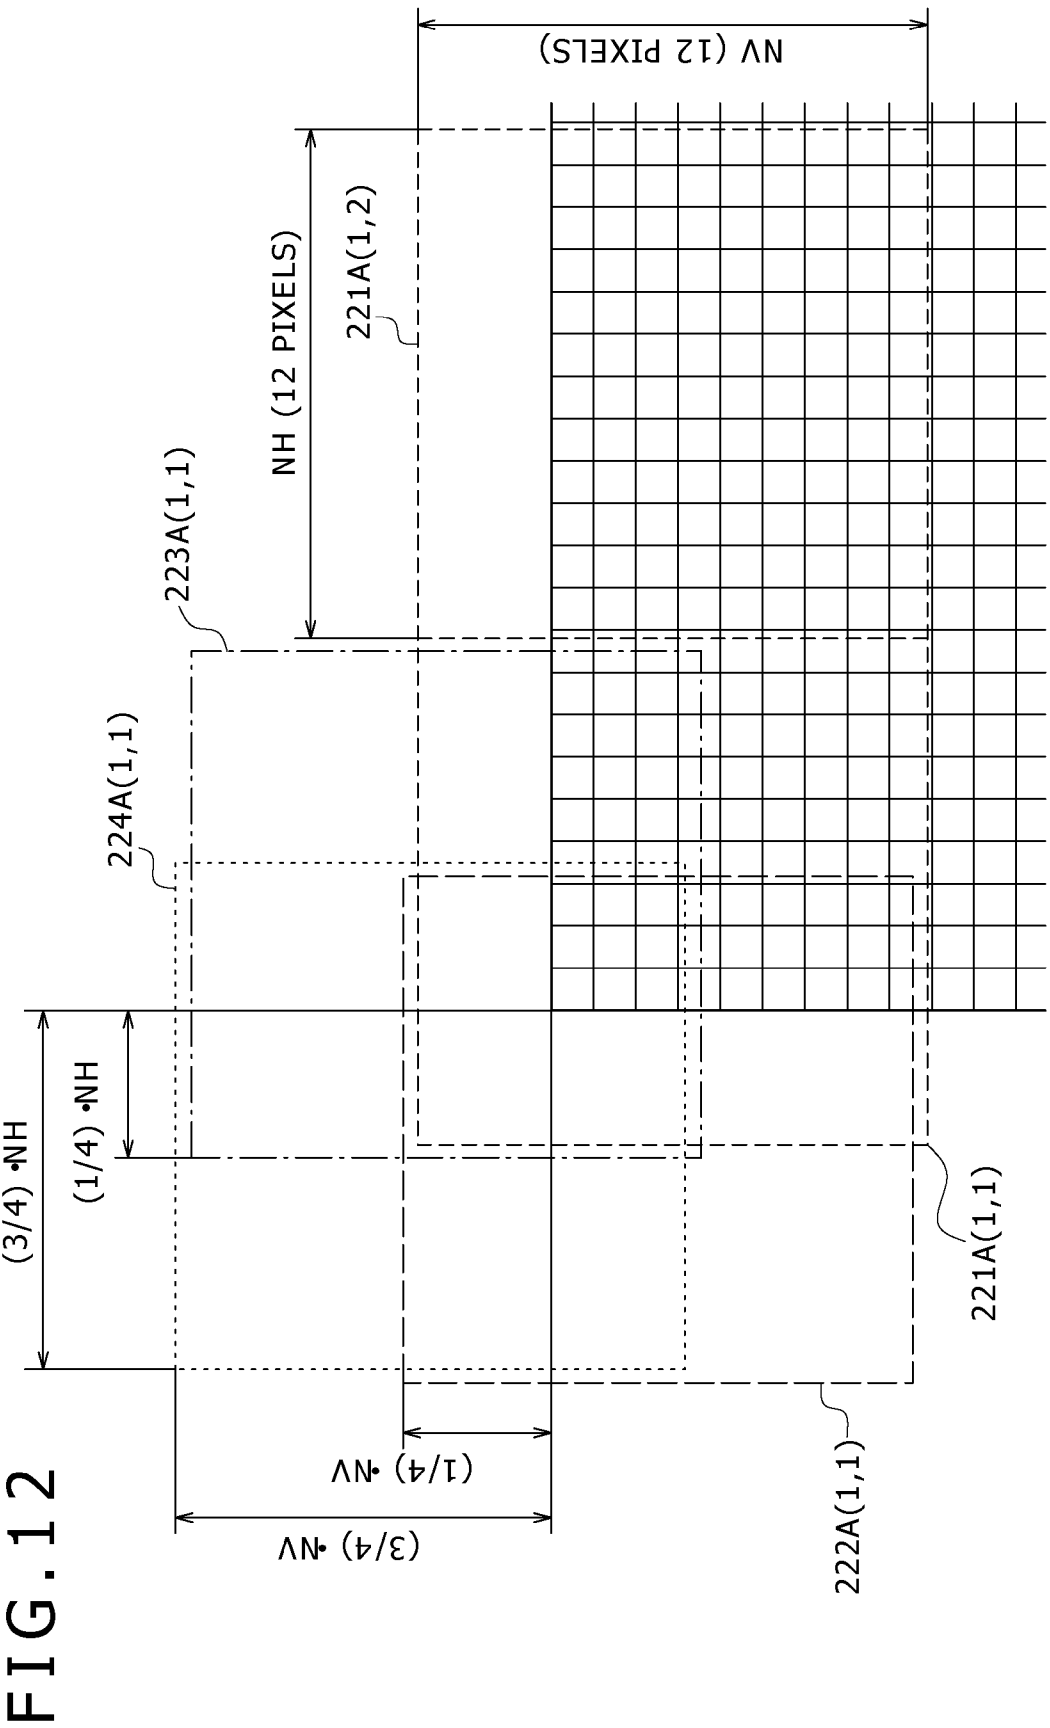 FIG.12
(3/4)•NH
(1/4)•NH
224A(1,1)
223A(1,1)
NH (12 PIXELS)
221A(1,2)
NV (12 PIXELS)
(3/4)•NV
(1/4)•NV
222A(1,1)
221A(1,1)